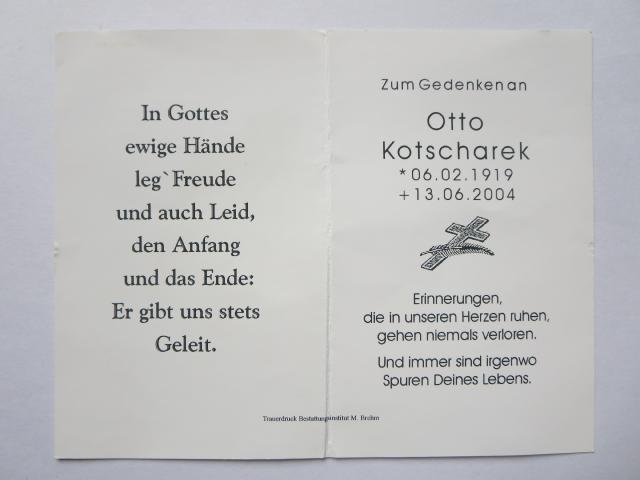 In Gottes
ewige Hände
leg`Freude
und auch Leid,
den Anfang
und das Ende:
Er gibt uns stets
Geleit.
Zum Gedenken an
Otto
Kotscharek
*06.02.1919
+13.06.2004
Erinnerungen,
die in unseren Herzen ruhen,
gehen niemals verloren.
Und immer sind irgenwo
Spuren Deines Lebens.
Trauerdruck Bestattungsinstitut M. Brehm